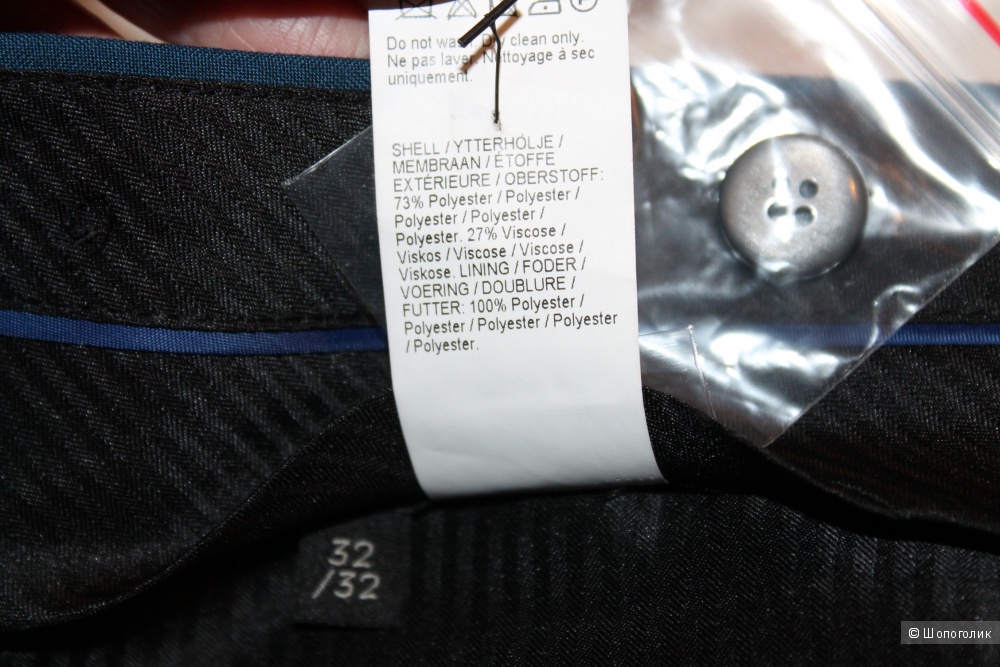 Do not wash Dry clean only.
Ne pas laver Nettoyage à sec
uniquement.
SHELL / YTTERHÖLJE /
MEMBRAAN / ÉTOFFE
EXTÉRIEURE / OBERSTOFF:
73% Polyester / Polyester /
Polyester / Polyester /
Polyester. 27% Viscose /
Viskos / Viscose / Viscose /
Viskose. LINING / FODER /
VOERING / DOUBLURE /
FUTTER: 100% Polyester /
Polyester / Polyester / Polyester
/ Polyester.
32
/32
© Шопоголик